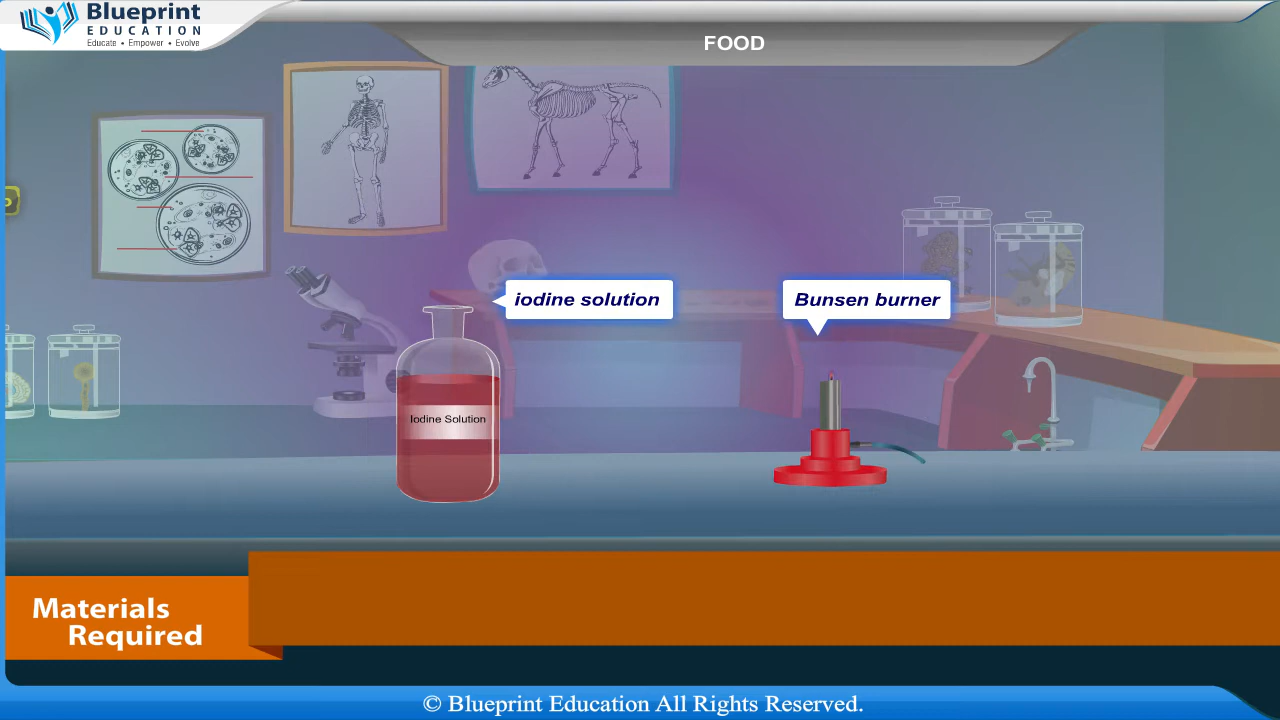 Blueprint
EDUCATION
Educate • Empower • Evolve
FOOD
iodine solution
Bunsen burner
Iodine Solution
Materials
Required
© Blueprint Education All Rights Reserved.